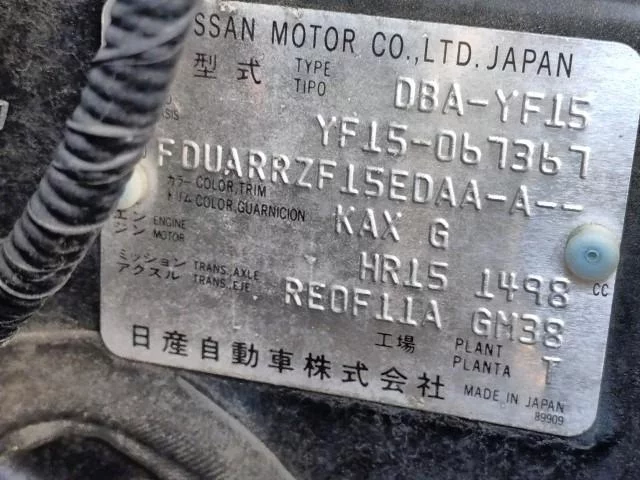 SSAN MOTOR CO.,LTD. JAPAN
型式 TYPE TIPO DBA-YF15
YF15-067367
FDUARRZF15EDAA-A--
カラー COLOR,TRIM
トリム COLOR,GUARNICION KAX G
エンジン ENGINE MOTOR HR15 1498 CC
ミッション アクスル TRANS.,AXLE TRANS.,EJE RE0F11A GM38
工場 PLANT PLANTA T
日産自動車株式会社
MADE IN JAPAN
89909